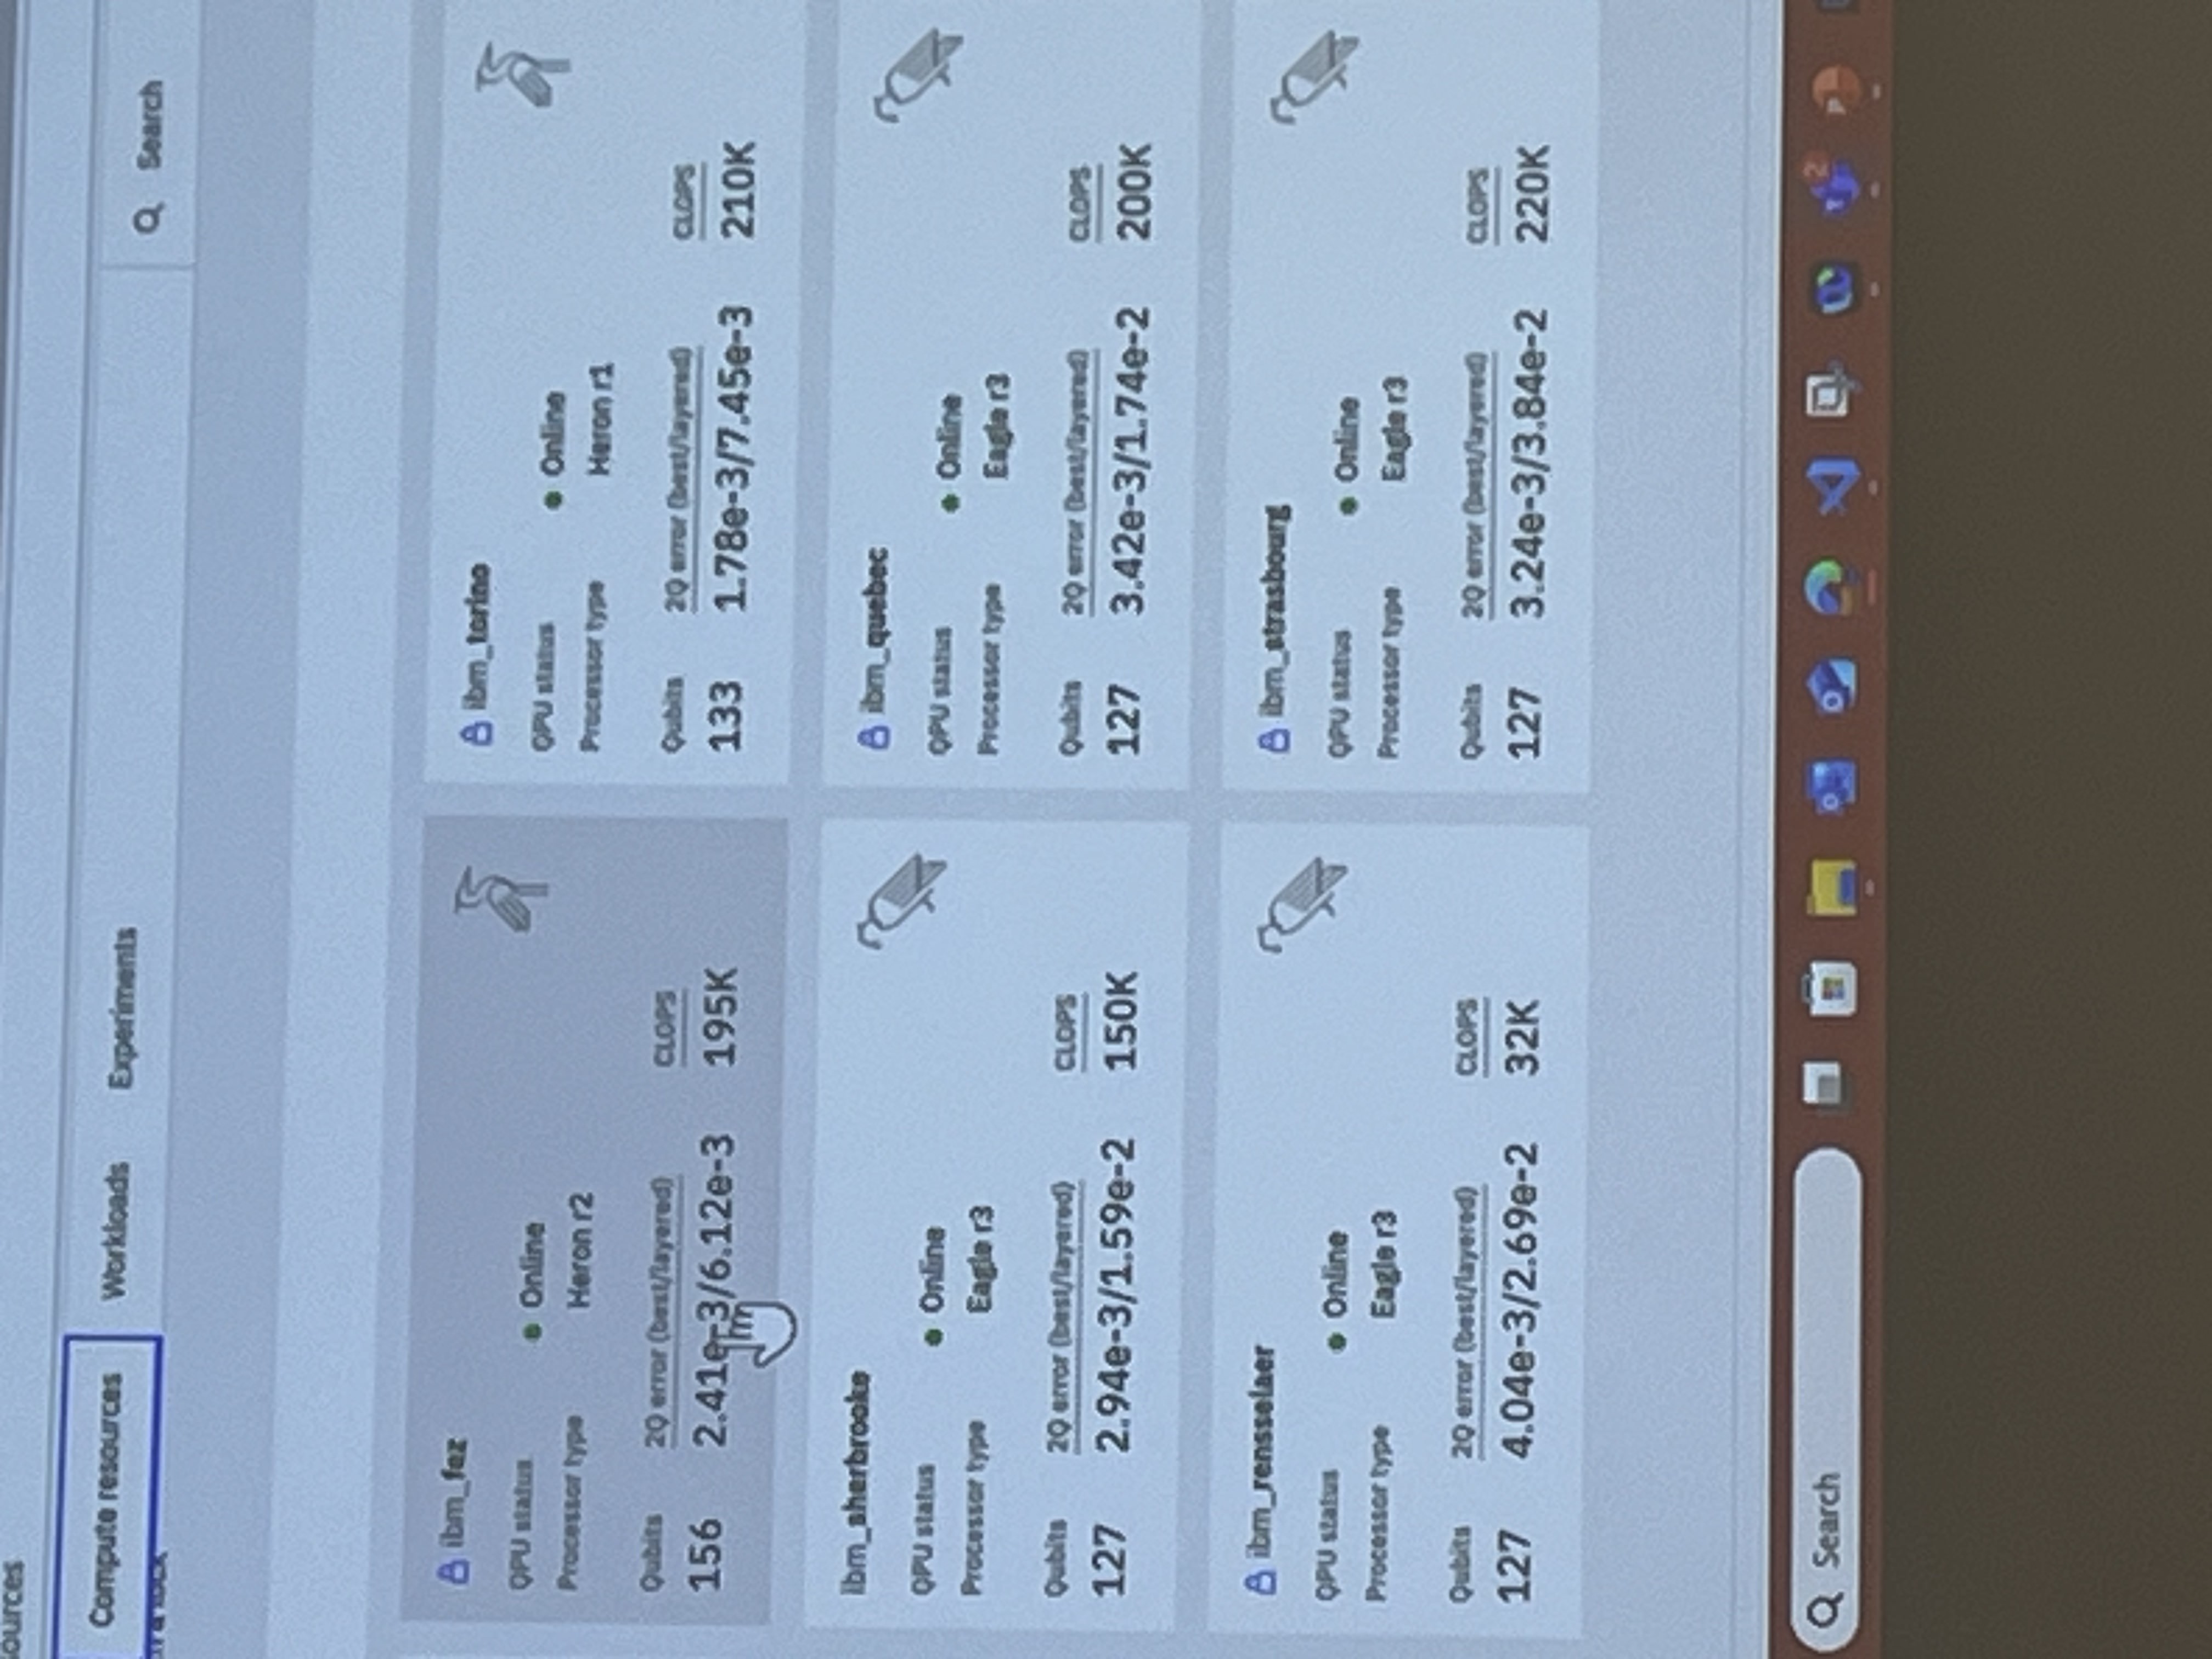 Compute resources Workloads Experiments Search
ibm_fez
QPU status Online
Processor type Heron r2
Qubits 2Q error (best/layered) CLOPS
156 2.41e-3/6.12e-3 195K
ibm_torino
QPU status Online
Processor type Heron r1
Qubits 2Q error (best/layered) CLOPS
133 1.78e-3/7.45e-3 210K
ibm_sherbrooke
QPU status Online
Processor type Eagle r3
Qubits 2Q error (best/layered) CLOPS
127 2.94e-3/1.59e-2 150K
ibm_quebec
QPU status Online
Processor type Eagle r3
Qubits 2Q error (best/layered) CLOPS
127 3.42e-3/1.74e-2 200K
ibm_rensselaer
QPU status Online
Processor type Eagle r3
Qubits 2Q error (best/layered) CLOPS
127 4.04e-3/2.69e-2 32K
ibm_strasbourg
QPU status Online
Processor type Eagle r3
Qubits 2Q error (best/layered) CLOPS
127 3.24e-3/3.84e-2 220K
Search
2